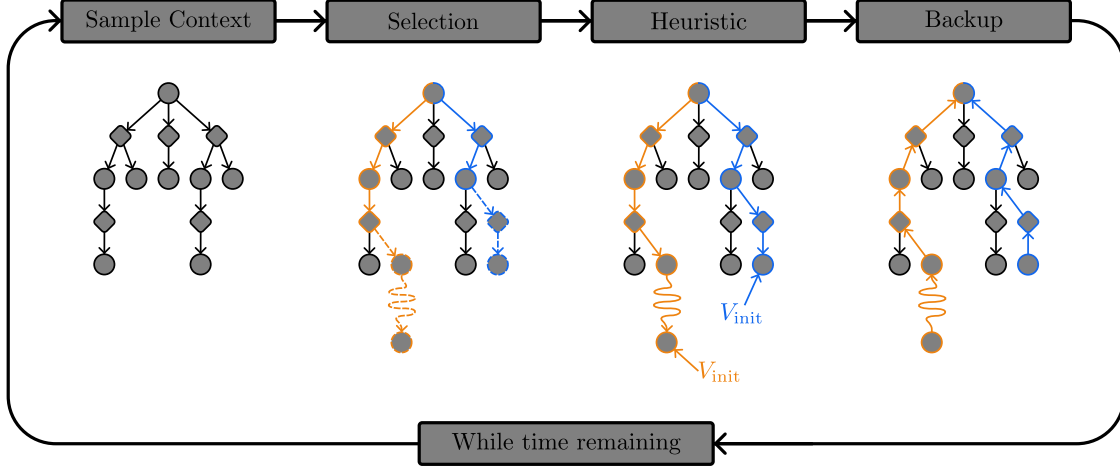 Sample Context
Selection
Heuristic
Backup
V_init
V_init
While time remaining